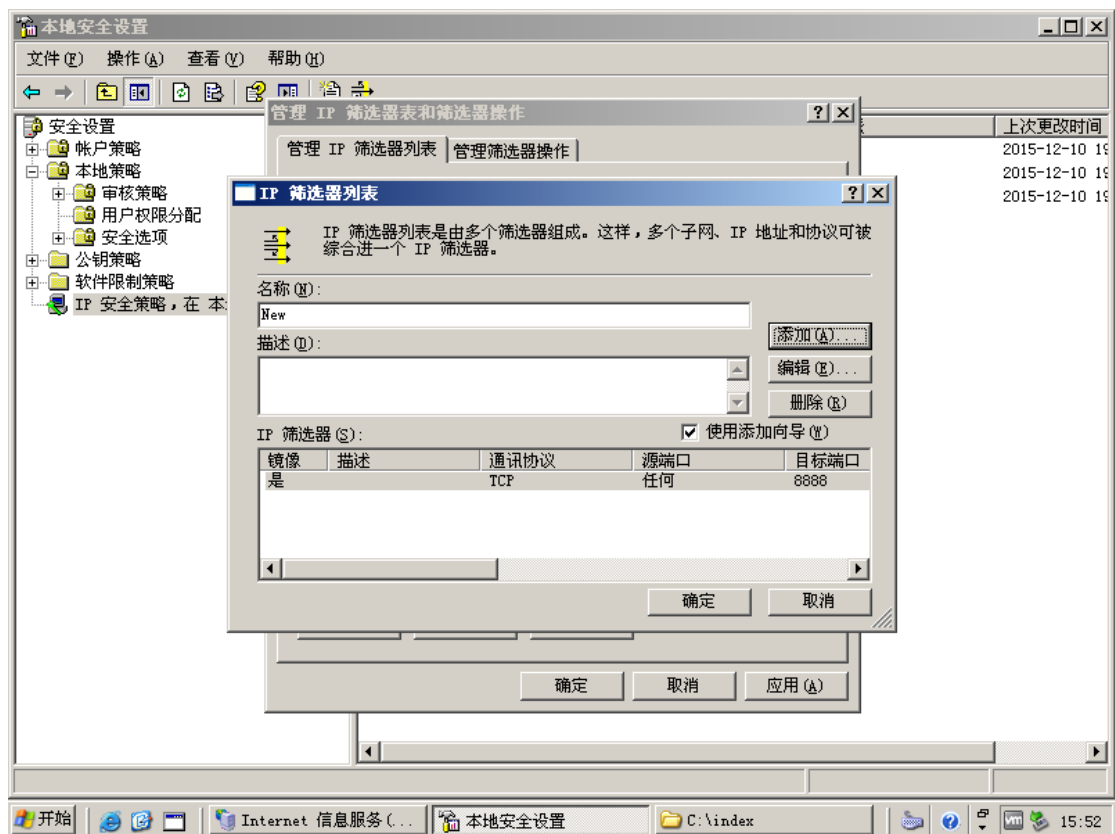 本地安全设置
文件(F) 操作(A) 查看(V) 帮助(H)
管理 IP 筛选器表和筛选器操作
管理 IP 筛选器列表 管理筛选器操作
安全设置
帐户策略
本地策略
审核策略
用户权限分配
安全选项
公钥策略
软件限制策略
IP 安全策略，在 本
上次更改时间
2015-12-10 19
2015-12-10 19
2015-12-10 19
IP 筛选器列表
IP 筛选器列表是由多个筛选器组成。这样，多个子网、IP 地址和协议可被
综合进一个 IP 筛选器。
名称(N):
New
描述(D):
添加(A)...
编辑(E)...
删除(R)
IP 筛选器(S):
使用添加向导(W)
镜像 描述 通讯协议 源端口 目标端口
是 TCP 任何 8888
确定 取消
确定 取消 应用(A)
开始 Internet 信息服务(... 本地安全设置 C:\index 15:52